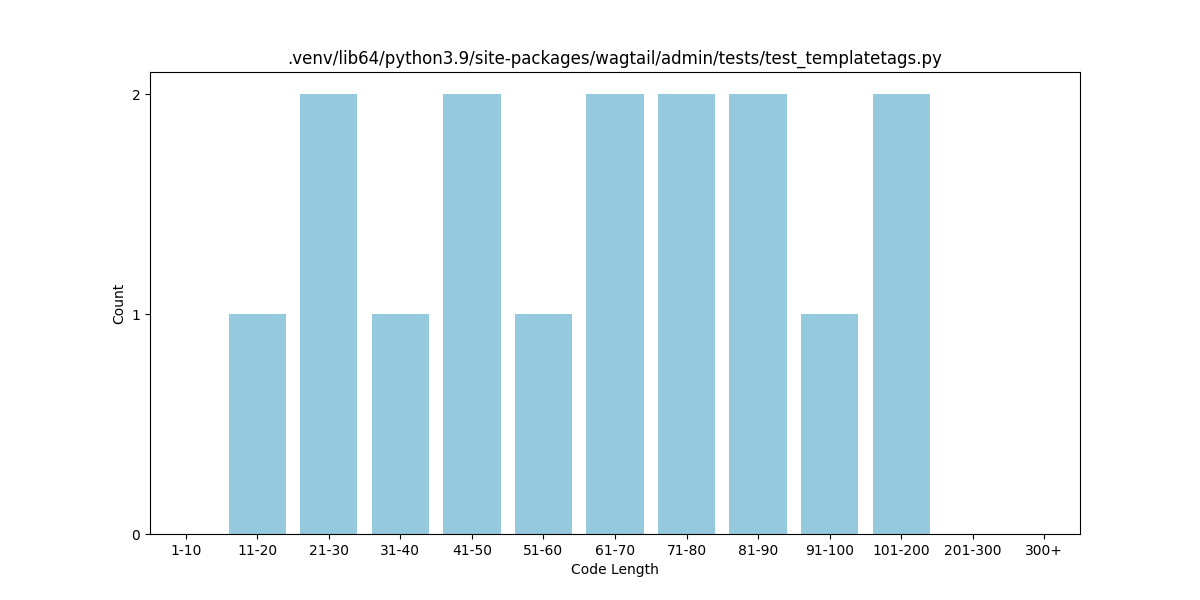 .venv/lib64/python3.9/site-packages/wagtail/admin/tests/test_templatetags.py
2
1
0
Count
1-10 11-20 21-30 31-40 41-50 51-60 61-70 71-80 81-90 91-100 101-200 201-300 300+
Code Length